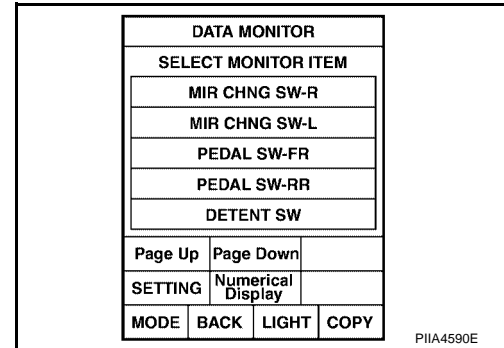 DATA MONITOR
SELECT MONITOR ITEM
MIR CHNG SW-R
MIR CHNG SW-L
PEDAL SW-FR
PEDAL SW-RR
DETENT SW
Page Up Page Down
SETTING Numerical Display
MODE BACK LIGHT COPY
PIIA4590E